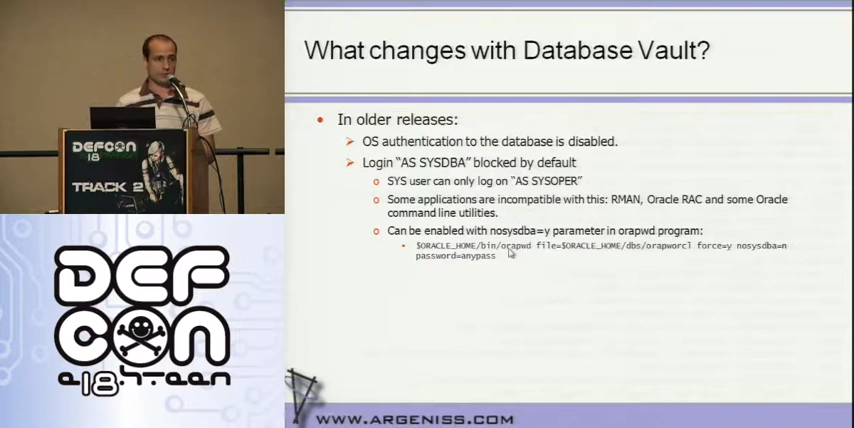 What changes with Database Vault?
In older releases:
OS authentication to the database is disabled.
Login “AS SYSDBA” blocked by default
SYS user can only log on “AS SYSOPER”
Some applications are incompatible with this: RMAN, Oracle RAC and some Oracle
command line utilities.
Can be enabled with nosysdba=y parameter in orapwd program:
$ORACLE_HOME/bin/orapwd file=$ORACLE_HOME/dbs/orapworcl force=y nosysdba=n
password=anypass
WWW.ARGENISS.COM
DEFCON
18
TRACK 2
DEF
CON
e18.hteen